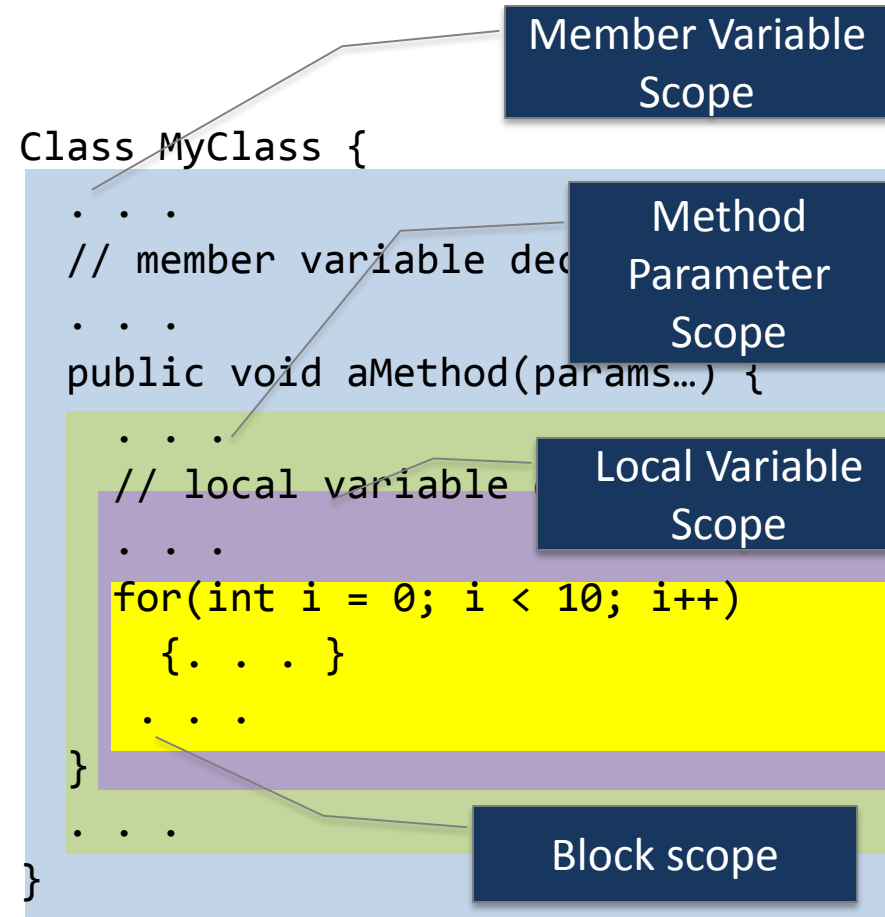 Member Variable
Scope
Class MyClass {
. . .
Method
Parameter
Scope
// member variable dec
. . .
public void aMethod(params…) {
. . .
Local Variable
Scope
// local variable
. . .
for(int i = 0; i < 10; i++)
{. . . }
. . .
}
. . .
Block scope
}